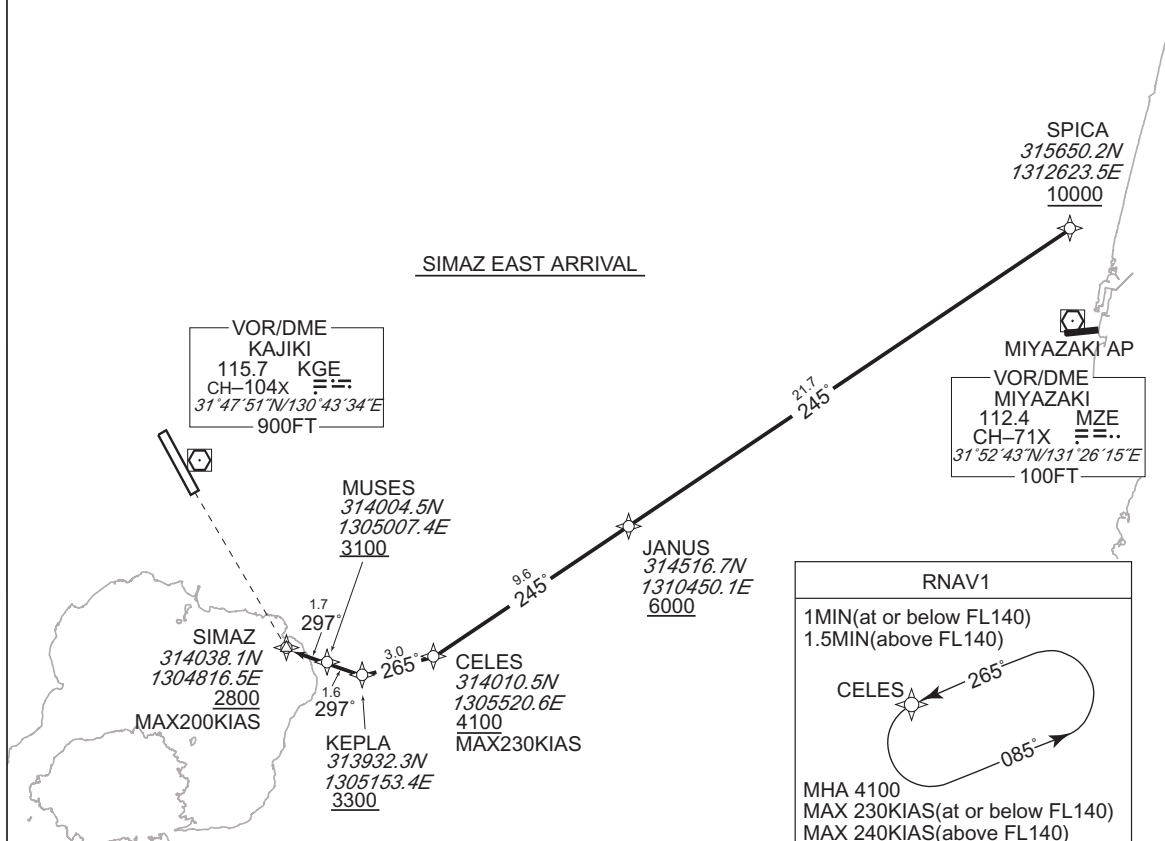 SPICA
315650.2N
1312623.5E
10000
SIMAZ EAST ARRIVAL
VOR/DME
KAJIKI
115.7 KGE
CH–104X
31°47´51˝N/130°43´34˝E
900FT
MIYAZAKI AP
VOR/DME
MIYAZAKI
112.4 MZE
CH–71X
31°52´43˝N/131°26´15˝E
100FT
21.7
245°
MUSES
314004.5N
1305007.4E
3100
JANUS
314516.7N
1310450.1E
6000
9.6
245°
1.7
297°
SIMAZ
314038.1N
1304816.5E
2800
MAX200KIAS
1.6
297°
3.0
265°
CELES
314010.5N
1305520.6E
4100
MAX230KIAS
KEPLA
313932.3N
1305153.4E
3300
RNAV1
1MIN(at or below FL140)
1.5MIN(above FL140)
CELES
265°
085°
MHA 4100
MAX 230KIAS(at or below FL140)
MAX 240KIAS(above FL140)